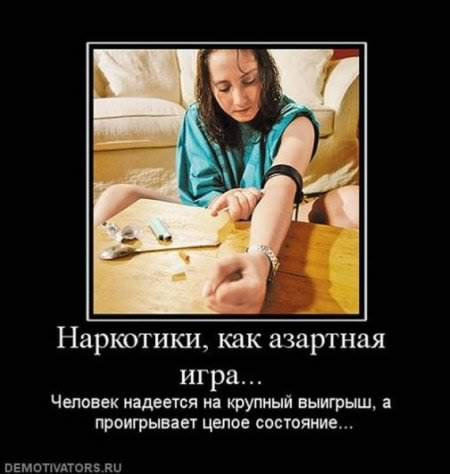 Наркотики, как азартная
игра...
Человек надеется на крупный выигрыш, а
проигрывает целое состояние...
DEMOTIVATORS.RU